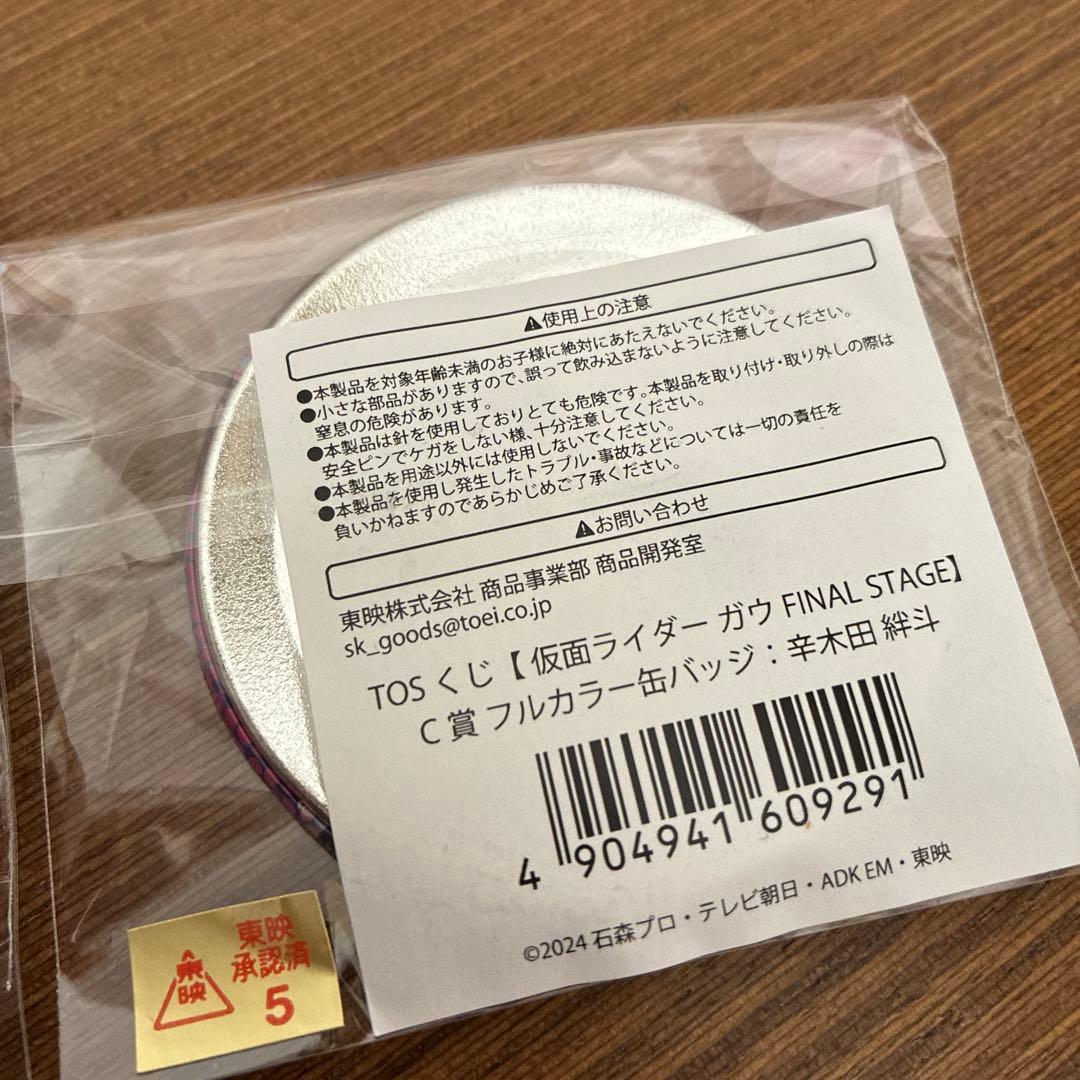 ⚠使用上の注意
●本製品を対象年齢未満のお子様に絶対にあたえないでください。
●小さな部品がありますので、誤って飲み込まないように注意してください。
窒息の危険があります。
●本製品は針を使用しておりとても危険です。本製品を取り付け・取り外しの際は
安全ピンでケガをしない様、十分注意してください。
●本製品を用途以外には使用しないでください。
●本製品を使用し発生したトラブル・事故などについては一切の責任を
負いかねますのであらかじめご了承ください。
⚠お問い合わせ
東映株式会社 商品事業部 商品開発室
sk_goods@toei.co.jp
TOS くじ【 仮面ライダー ガウ FINAL STAGE】
C 賞 フルカラー缶バッジ：辛木田 絆斗
4 904941 609291
©2024 石森プロ・テレビ朝日・ADK EM・東映
東映
承認済
5
東映